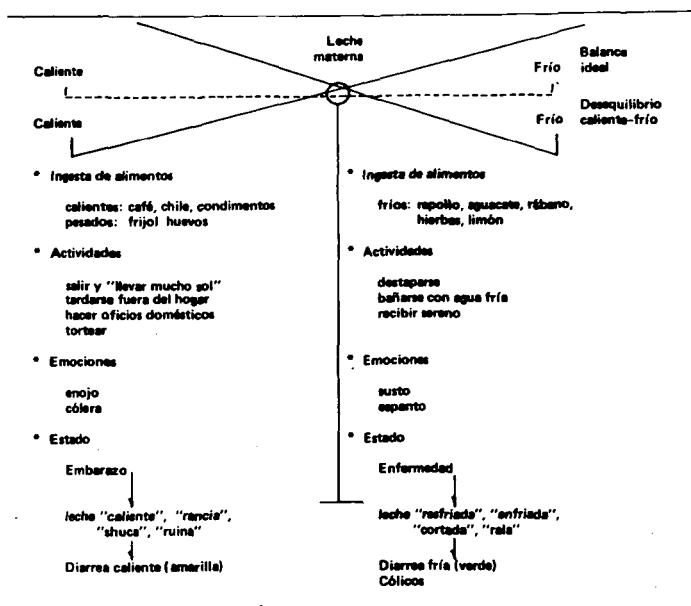 Leche
materna
Balance
ideal
Caliente
Frío
Desequilibrio
caliente-frío
Caliente
Frío
* Ingesta de alimentos
calientes: café, chile, condimentos
pesados: frijol huevos
* Actividades
salir y "llevar mucho sol"
tardarse fuera del hogar
hacer oficios domésticos
tortear
* Emociones
enojo
cólera
* Estado
Embarazo
leche "caliente", "rancia",
"shuca", "ruina"
Diarrea caliente (amarilla)
* Ingesta de alimentos
fríos: repollo, aguacate, rábano,
hierbas, limón
* Actividades
destaparse
bañarse con agua fría
recibir sereno
* Emociones
susto
espanto
* Estado
Enfermedad
leche "resfriada", "enfriada",
"cortada", "rala"
Diarrea fría (verde)
Cólicos